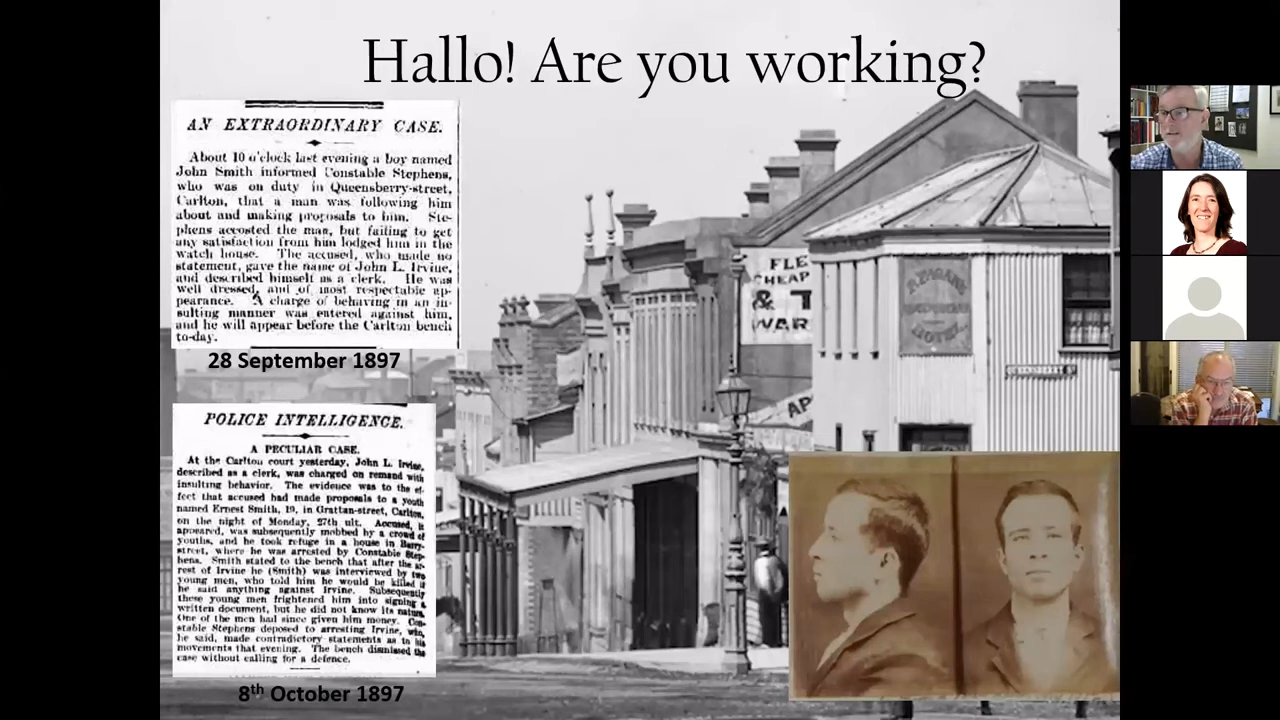 Hallo! Are you working?
AN EXTRAORDINARY CASE.
About 10 o'clock last evening a boy named
John Smith informed Constable Stephens,
who was on duty in Queensberry-street,
Carlton, that a man was following him
about and making proposals to him. Ste-
phens accosted the man, but failing to get
any satisfaction from him lodged him in the
watch house. The accused, who made no
statement, gave the name of John L. Irvine,
and described himself as a clerk. He was
well dressed, and of most respectable ap-
pearance. A charge of behaving in an in-
sulting manner was entered against him,
and he will appear before the Carlton bench
to-day.
28 September 1897
POLICE INTELLIGENCE.
A PECULIAR CASE.
At the Carlton court yesterday, John L. Irvine,
described as a clerk, was charged on remand with
insulting behavior. The evidence was to the ef-
fect that accused had made proposals to a youth
named Ernest Smith, 19, in Grattan-street, Carlton,
on the night of Monday, 27th ult. Accused, it
appeared, was subsequently mobbed by a crowd of
youths, and he took refuge in a house in Barry-
street, where he was arrested by Constable Step-
hens. Smith stated to the bench that after the ar-
rest of Irvine he (Smith) was interviewed by two
young men, who told him he would be killed if
he said anything against Irvine. Subsequently
these young men frightened him into signing a
written document, but he did not know its nature.
One of the men had since given him money. Con-
stable Stephens deposed to arresting Irvine, who,
he said, made contradictory statements as to his
movements that evening. The bench dismissed the
case without calling for a defence.
8th October 1897
FLE
CHEAP
& T
WAR
AP
HOTEL